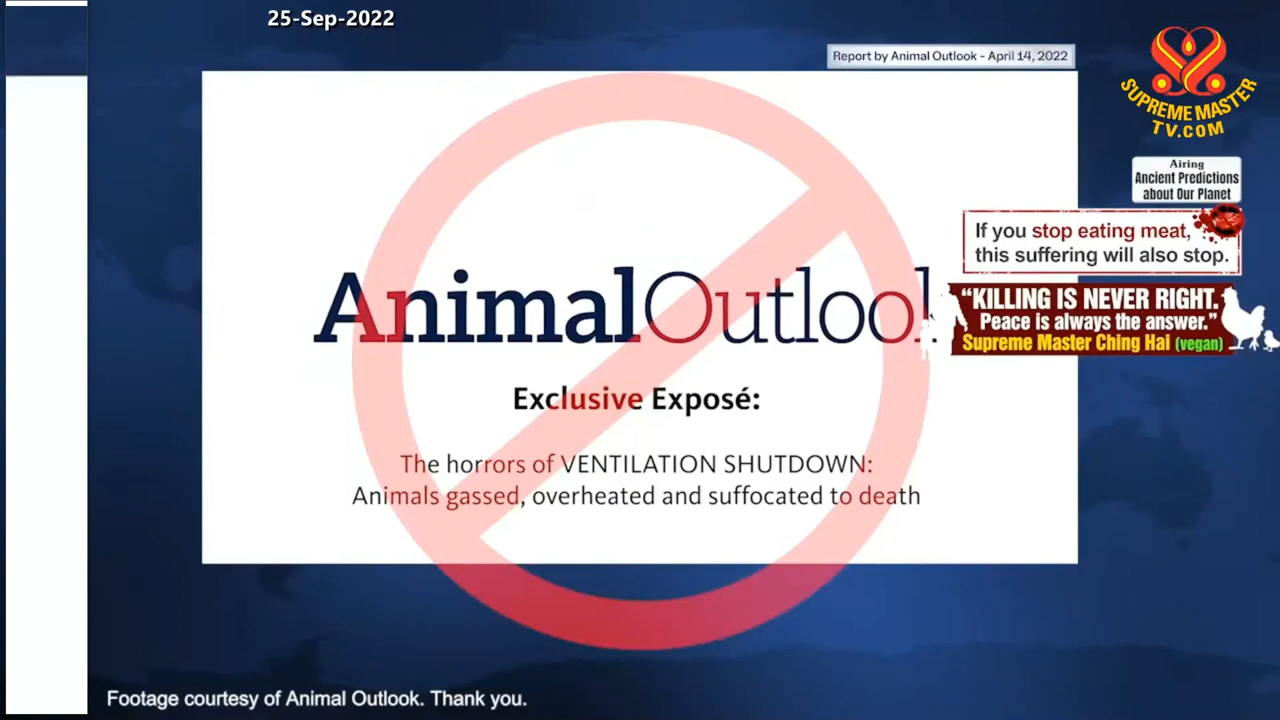 25-Sep-2022
Report by Animal Outlook - April 14, 2022
SUPREME MASTER
TV.COM
Airing
Ancient Predictions
about Our Planet
If you stop eating meat,
this suffering will also stop.
“KILLING IS NEVER RIGHT.
Peace is always the answer.”
Supreme Master Ching Hai (vegan)
AnimalOutlook
Exclusive Exposé:
The horrors of VENTILATION SHUTDOWN:
Animals gassed, overheated and suffocated to death
Footage courtesy of Animal Outlook. Thank you.